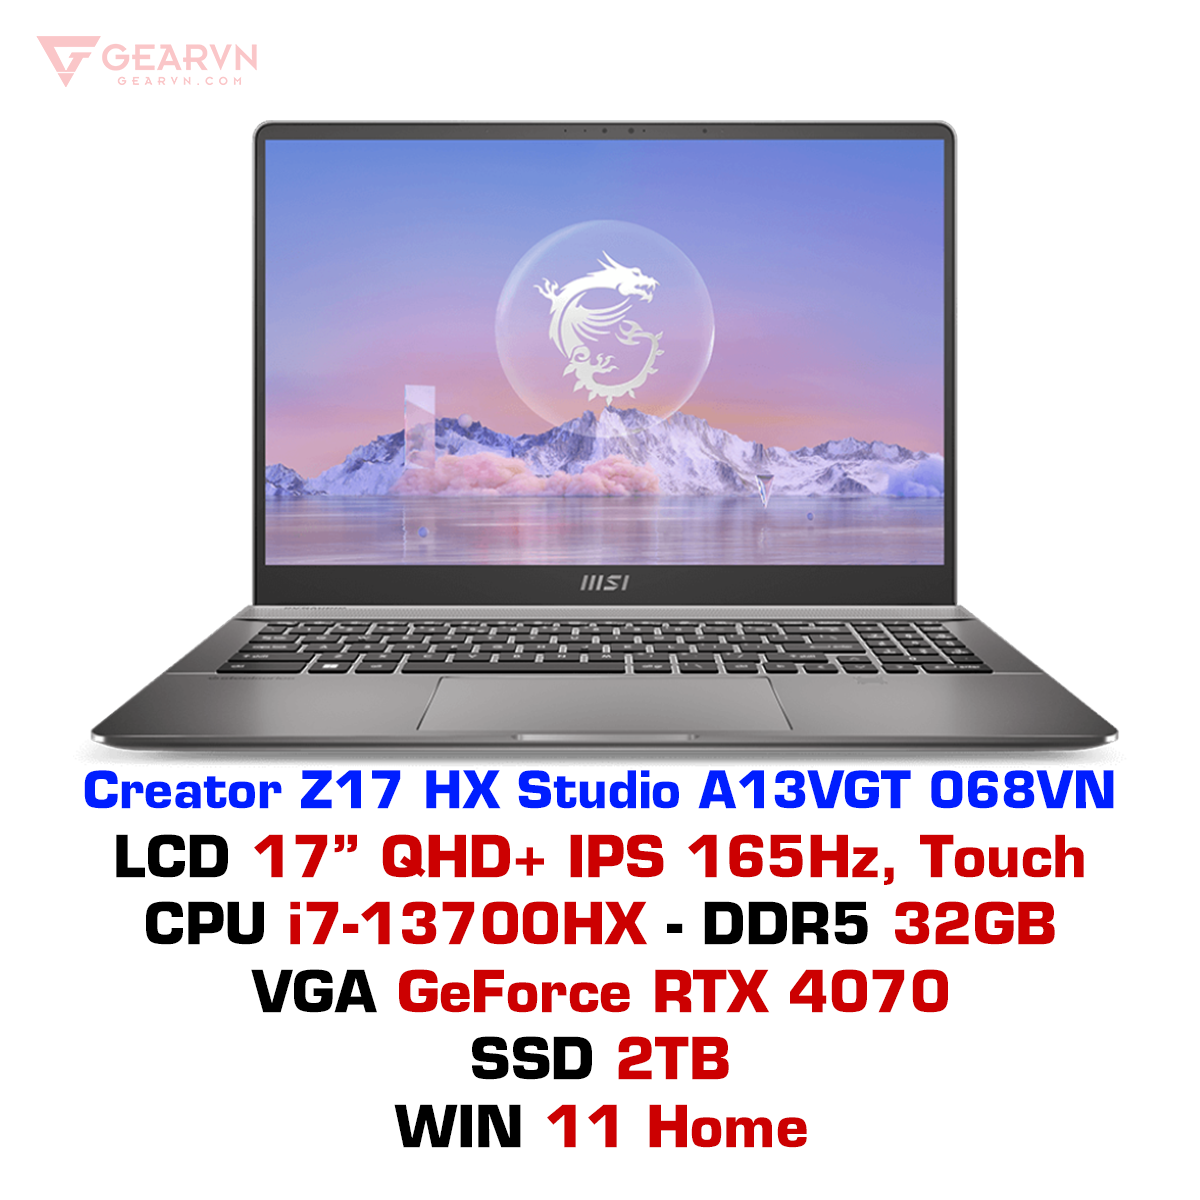 GEARVN
GEARVN.COM
msi
Creator Z17 HX Studio A13VGT 068VN
LCD 17” QHD+ IPS 165Hz, Touch
CPU i7-13700HX - DDR5 32GB
VGA GeForce RTX 4070
SSD 2TB
WIN 11 Home